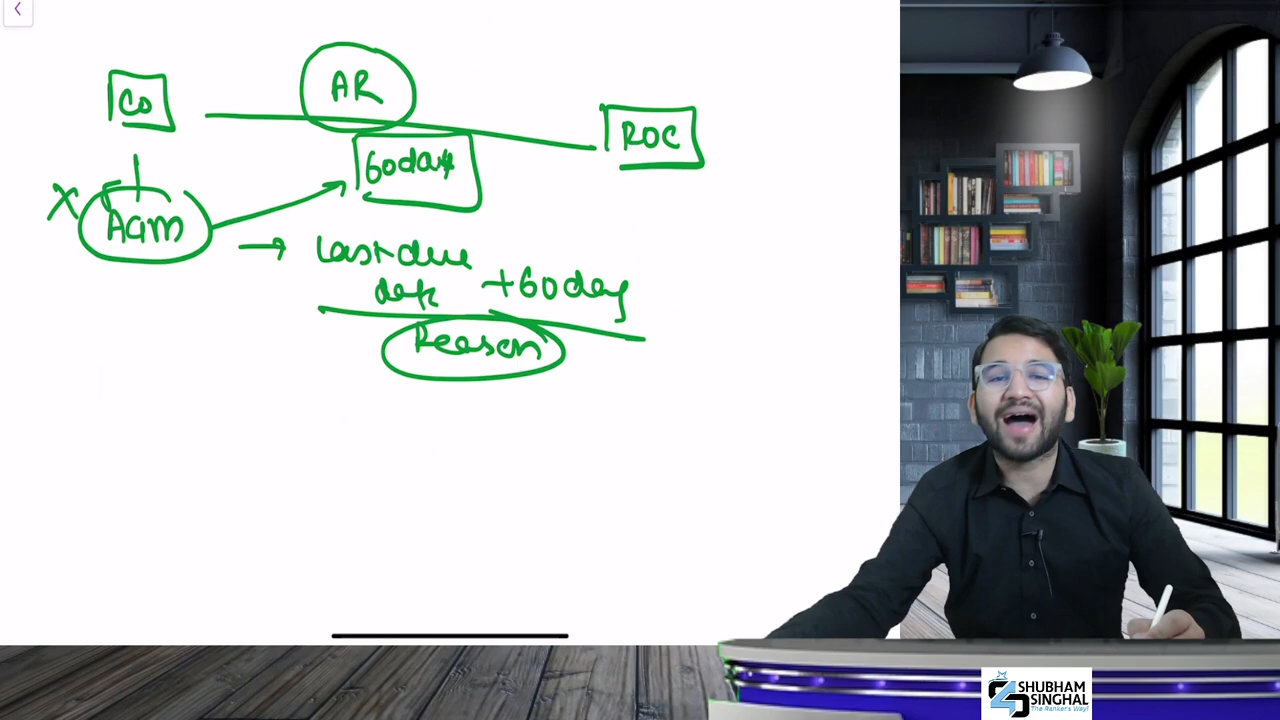 AR
CO
ROC
60days
X
AGM
→ Last due
date +60day
Reason
SHUBHAM
SINGHAL
The Rankers Way!